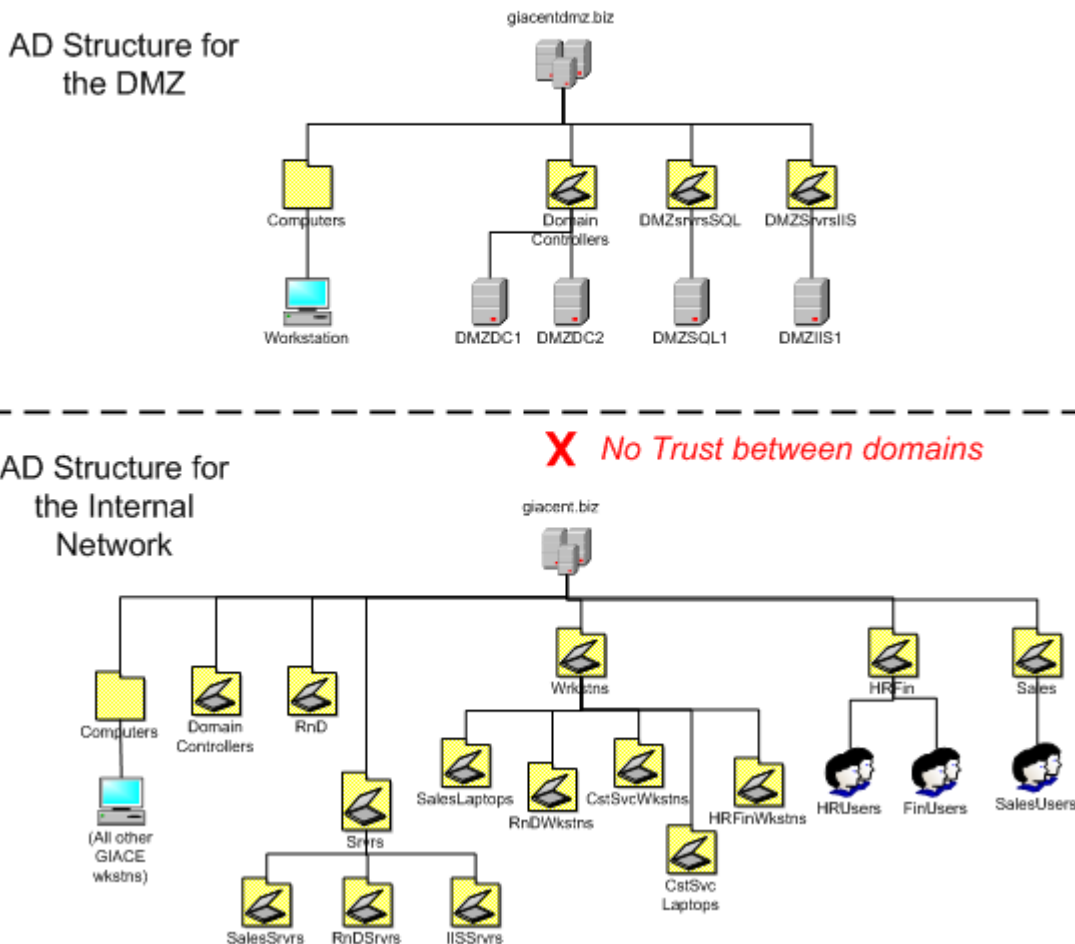 giacentdmz.biz
AD Structure for
the DMZ
Computers
Domain
Controllers
DMZsrvrsSQL
DMZSrvrsIIS
Workstation
DMZDC1
DMZDC2
DMZSQL1
DMZIIS1
X No Trust between domains
AD Structure for
the Internal
Network
giacent.biz
Computers
Domain
Controllers
RnD
Wrkstns
HRFin
Sales
(All other
GIACE
wkstns)
Srvrs
SalesLaptops
RnDWkstns
CstSvcWkstns
HRFinWkstns
HRUsers
FinUsers
SalesUsers
CstSvc
Laptops
SalesSrvrs
RnDSrvrs
IISSrvrs